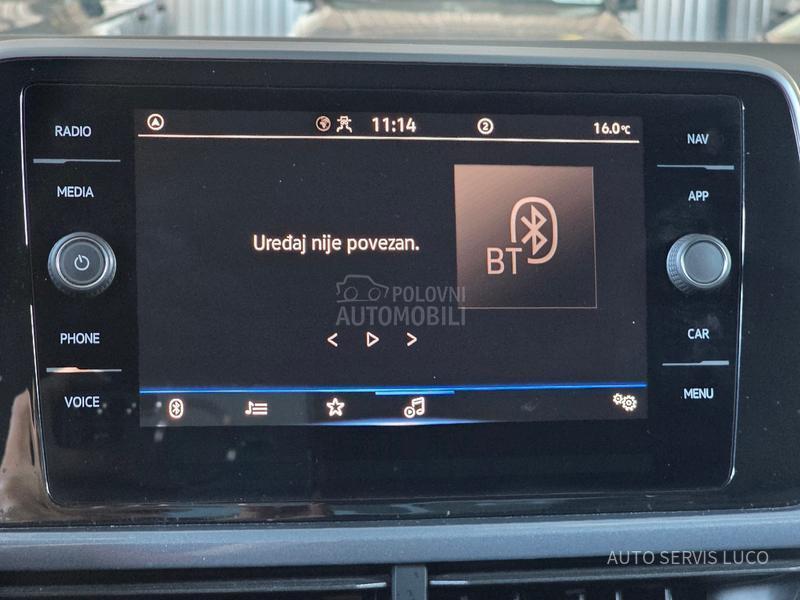 RADIO
MEDIA
PHONE
VOICE
11:14
2
16.0°C
Uređaj nije povezan.
BT
POLOVNI
AUTOMOBILI
NAV
APP
CAR
MENU
AUTO SERVIS LUCO